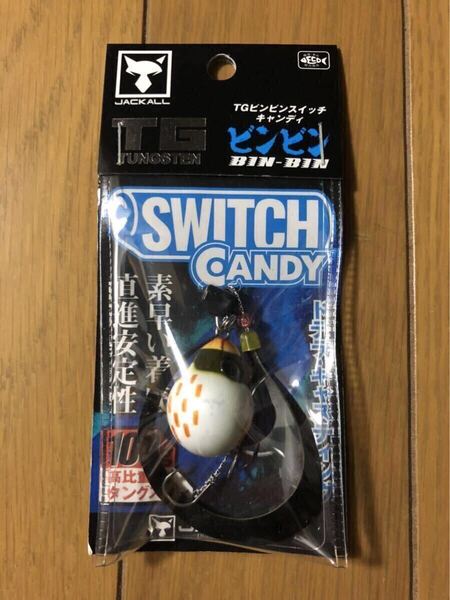 JACKALL
FECO
TG
TUNGSTEN
TGビンビンスイッチ
キャンディ
ビンビン
BIN-BIN
SWITCH
CANDY
素早い着
直進安定性
高比重
タングス